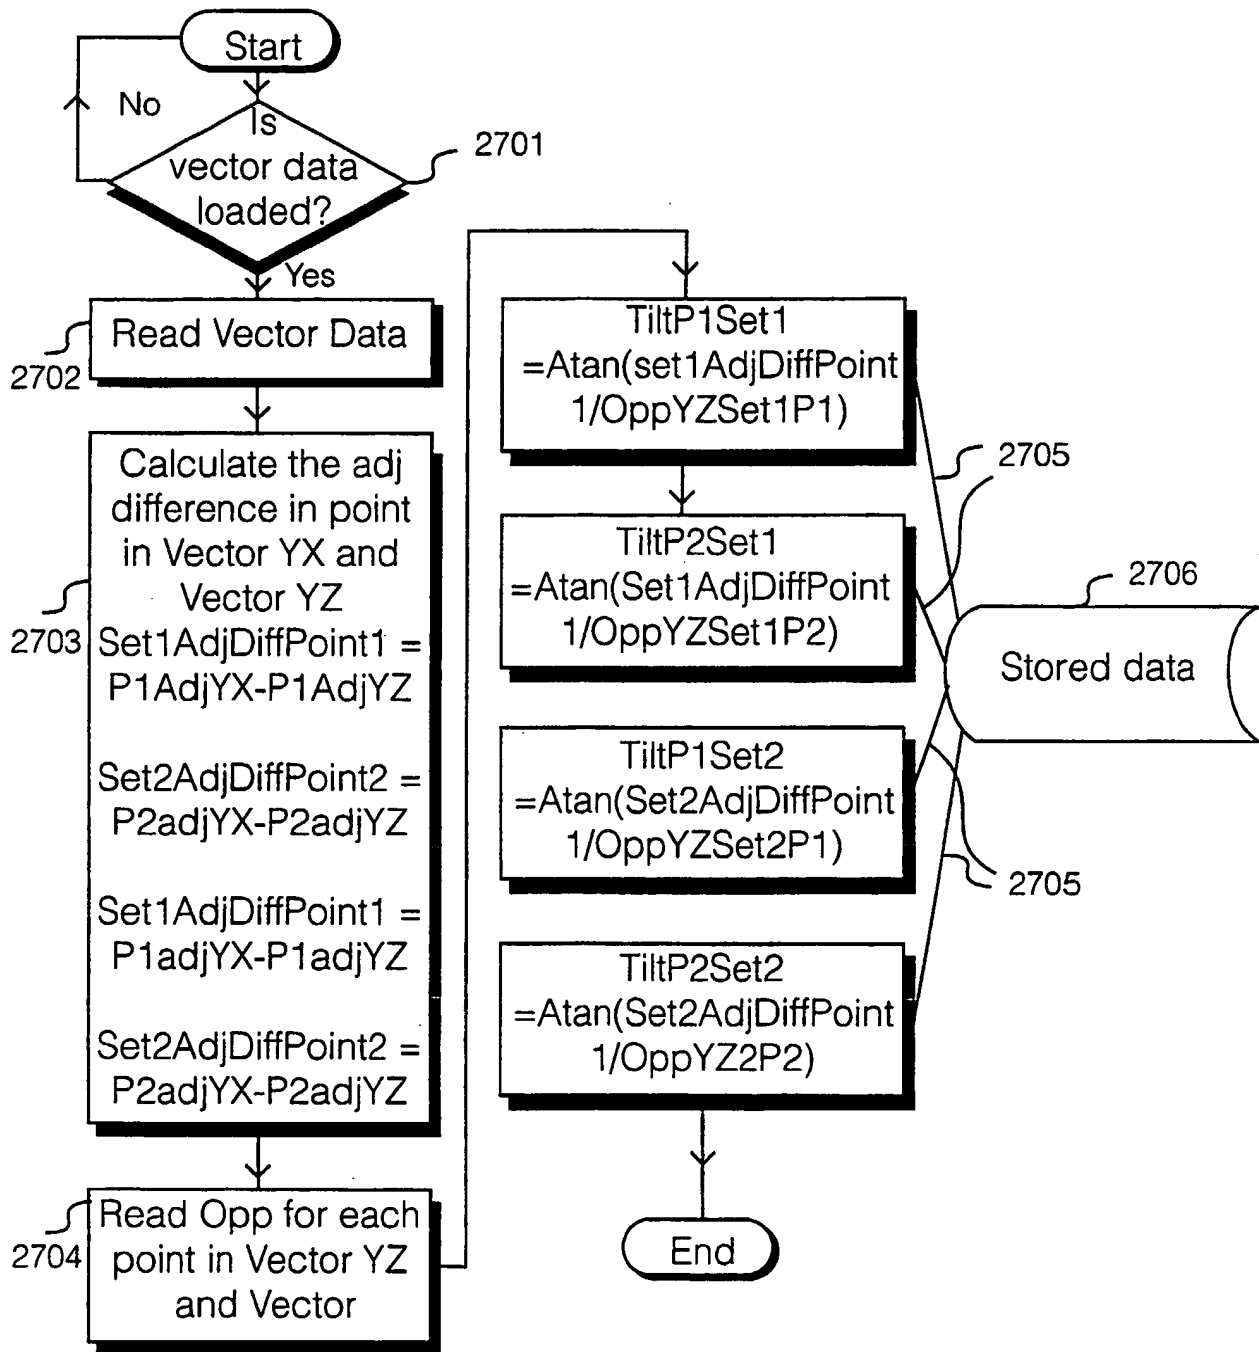 Start
No
Is
vector data
loaded?
2701
Yes
Read Vector Data
2702
Calculate the adj
difference in point
in Vector YX and
Vector YZ
Set1AdjDiffPoint1 =
P1AdjYX-P1AdjYZ
Set2AdjDiffPoint2 =
P2adjYX-P2adjYZ
Set1AdjDiffPoint1 =
P1adjYX-P1adjYZ
Set2AdjDiffPoint2 =
P2adjYX-P2adjYZ
2703
Read Opp for each
point in Vector YZ
and Vector
2704
TiltP1Set1
=Atan(set1AdjDiffPoint
1/OppYZSet1P1)
TiltP2Set1
=Atan(Set1AdjDiffPoint
1/OppYZSet1P2)
TiltP1Set2
=Atan(Set2AdjDiffPoint
1/OppYZSet2P1)
TiltP2Set2
=Atan(Set2AdjDiffPoint
1/OppYZ2P2)
2705
2706
Stored data
2705
End